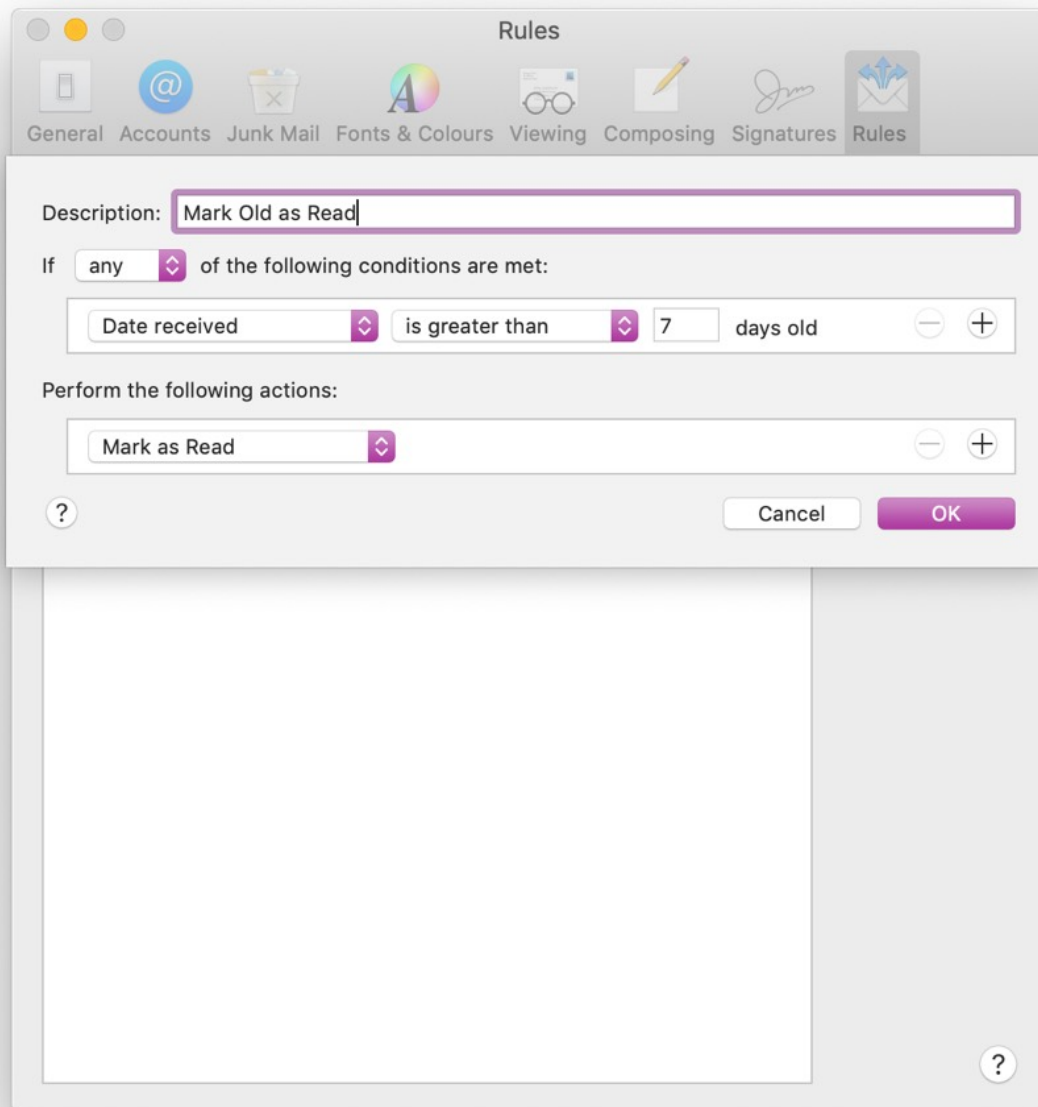 Rules
General Accounts Junk Mail Fonts & Colours Viewing Composing Signatures Rules
Description: Mark Old as Read
If any of the following conditions are met:
Date received is greater than 7 days old
Perform the following actions:
Mark as Read
? Cancel OK
?